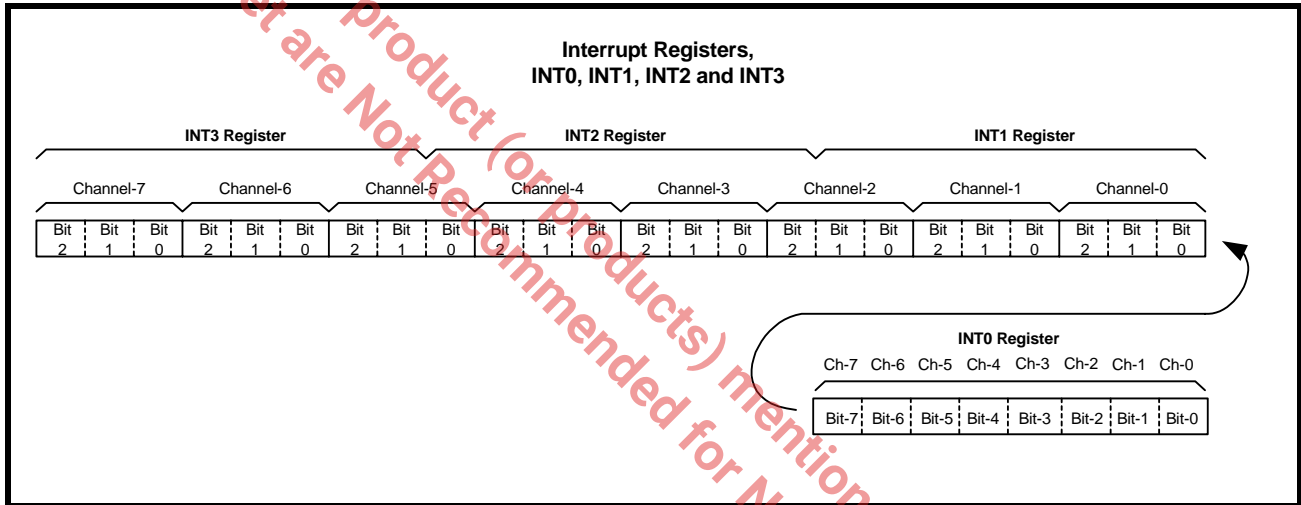 Interrupt Registers,
INT0, INT1, INT2 and INT3
INT3 Register INT2 Register INT1 Register
Channel-7 Channel-6 Channel-5 Channel-4 Channel-3 Channel-2 Channel-1 Channel-0
Bit Bit Bit Bit Bit Bit Bit Bit Bit Bit Bit Bit Bit Bit Bit Bit Bit Bit Bit Bit Bit Bit Bit Bit
2 1 0 2 1 0 2 1 0 2 1 0 2 1 0 2 1 0 2 1 0 2 1 0
INT0 Register
Ch-7 Ch-6 Ch-5 Ch-4 Ch-3 Ch-2 Ch-1 Ch-0
Bit-7 Bit-6 Bit-5 Bit-4 Bit-3 Bit-2 Bit-1 Bit-0
product (or products) mention
are Not Recommended for